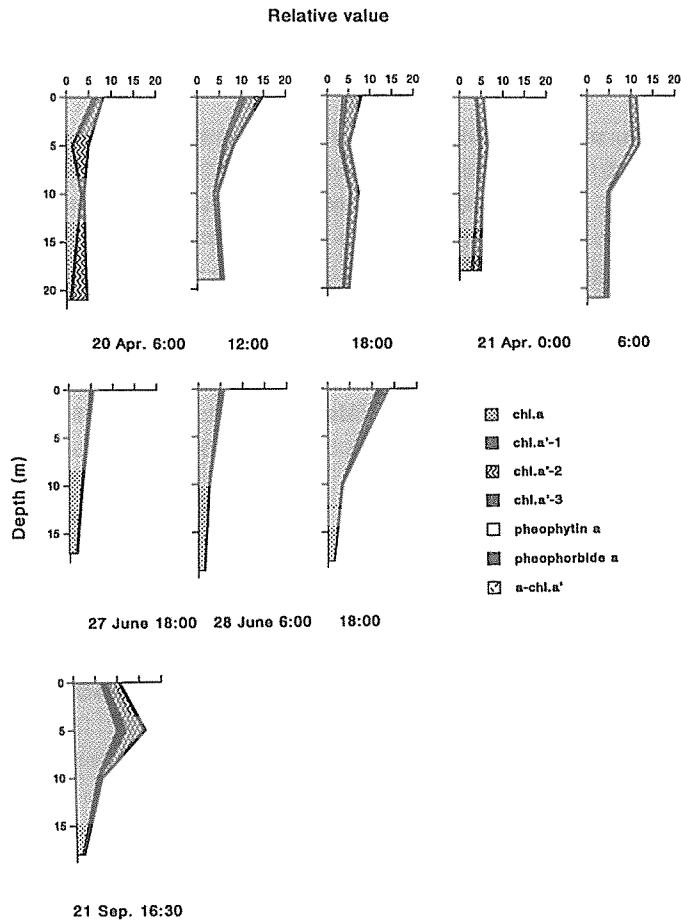 Relative value
0 5 10 15 20 0 5 10 15 20 0 5 10 15 20 0 5 10 15 20 0 5 10 15 20
0
5
10
15
20
20 Apr. 6:00 12:00 18:00 21 Apr. 0:00 6:00
Depth (m)
0
5
10
15
chl.a
chl.a'-1
chl.a'-2
chl.a'-3
pheophytin a
pheophorbide a
a-chl.a'
27 June 18:00 28 June 6:00 18:00
0
5
10
15
21 Sep. 16:30